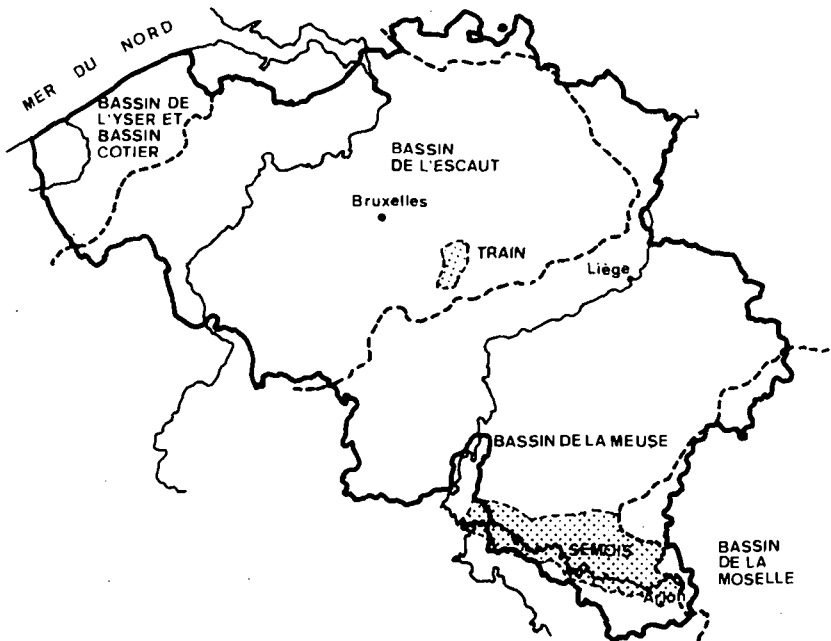 MER DU NORD
BASSIN DE
L'YSER ET
BASSIN
COTIER
BASSIN
DE L'ESCAUT
Bruxelles
TRAIN
Liège
BASSIN DE LA MEUSE
SEMOIS
BASSIN
DE LA
MOSELLE
Arlon